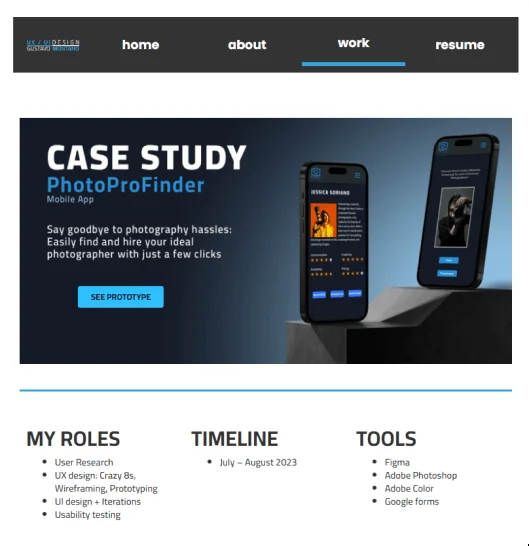 UX / UI DESIGN
GUSTAVO MONTANO
home
about
work
resume
CASE STUDY
PhotoProFinder
Mobile App
Say goodbye to photography hassles:
Easily find and hire your ideal
photographer with just a few clicks
SEE PROTOTYPE
JESSICA SORIANO
MY ROLES
• User Research
• UX design: Crazy 8s,
Wireframing, Prototyping
• UI design + Iterations
• Usability testing
TIMELINE
• July – August 2023
TOOLS
• Figma
• Adobe Photoshop
• Adobe Color
• Google forms